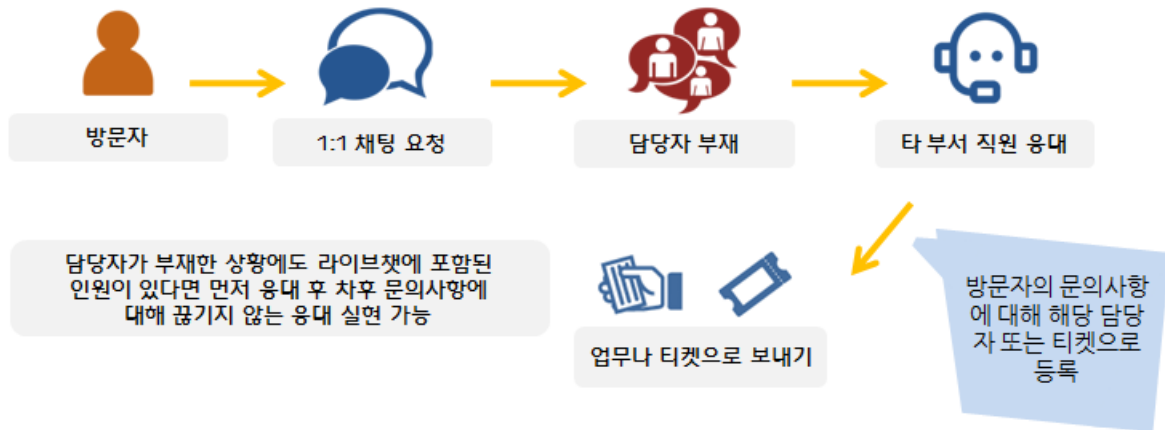 방문자
1:1 채팅 요청
담당자 부재
타 부서 직원 응대
담당자가 부재한 상황에도 라이브챗에 포함된
인원이 있다면 먼저 응대 후 차후 문의사항에
대해 끊기지 않는 응대 실현 가능
업무나 티켓으로 보내기
방문자의 문의사항
에 대해 해당 담당
자 또는 티켓으로
등록